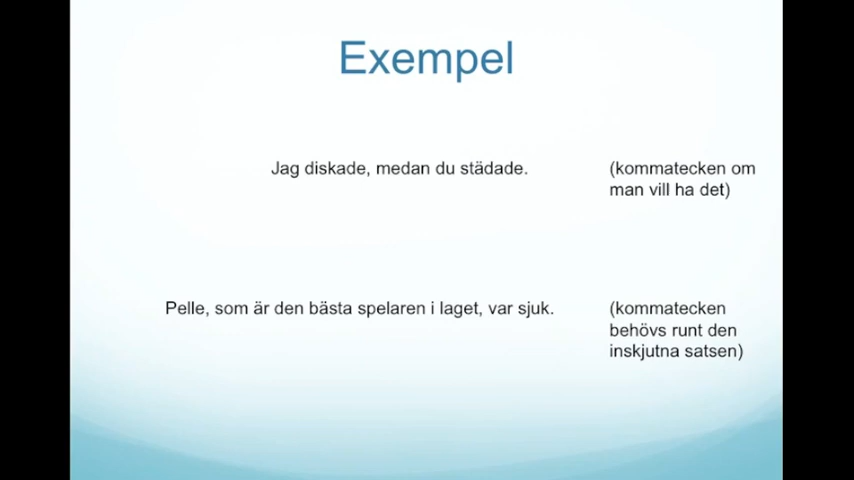 Exempel
Jag diskade, medan du städade.
(kommatecken om
man vill ha det)
Pelle, som är den bästa spelaren i laget, var sjuk.
(kommatecken
behövs runt den
inskjutna satsen)